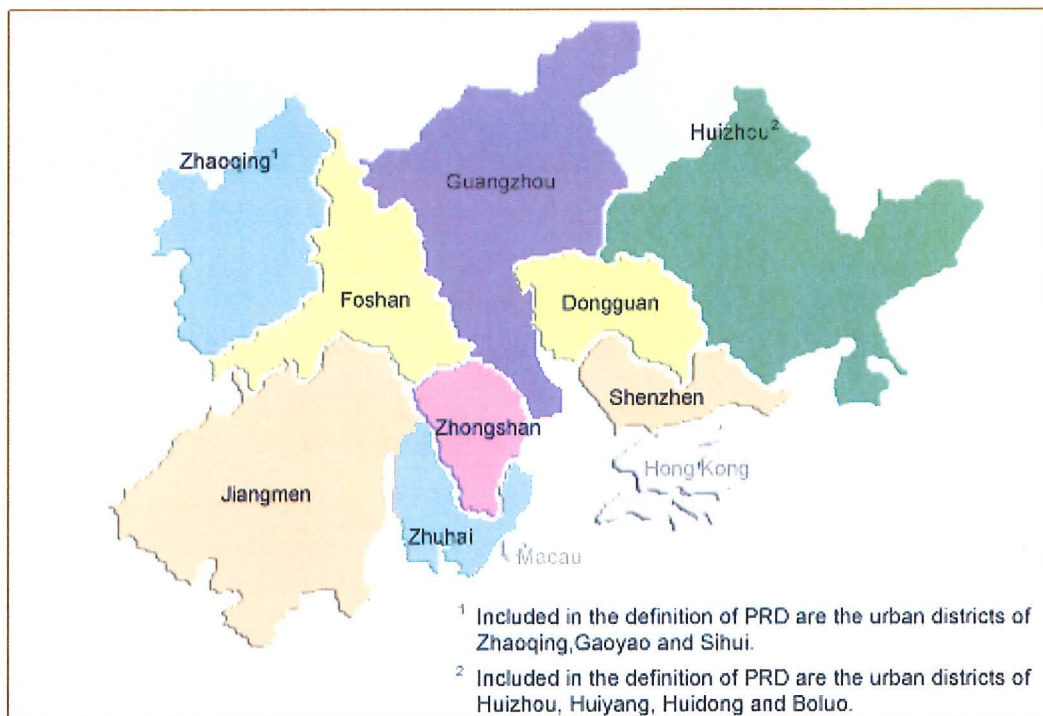 Huizhou²
Zhaoqing¹
Guangzhou
Foshan
Dongguan
Shenzhen
Zhongshan
Hong Kong
Jiangmen
Zhuhai
Macau
¹ Included in the definition of PRD are the urban districts of
Zhaoqing,Gaoyao and Sihui.
² Included in the definition of PRD are the urban districts of
Huizhou, Huiyang, Huidong and Boluo.